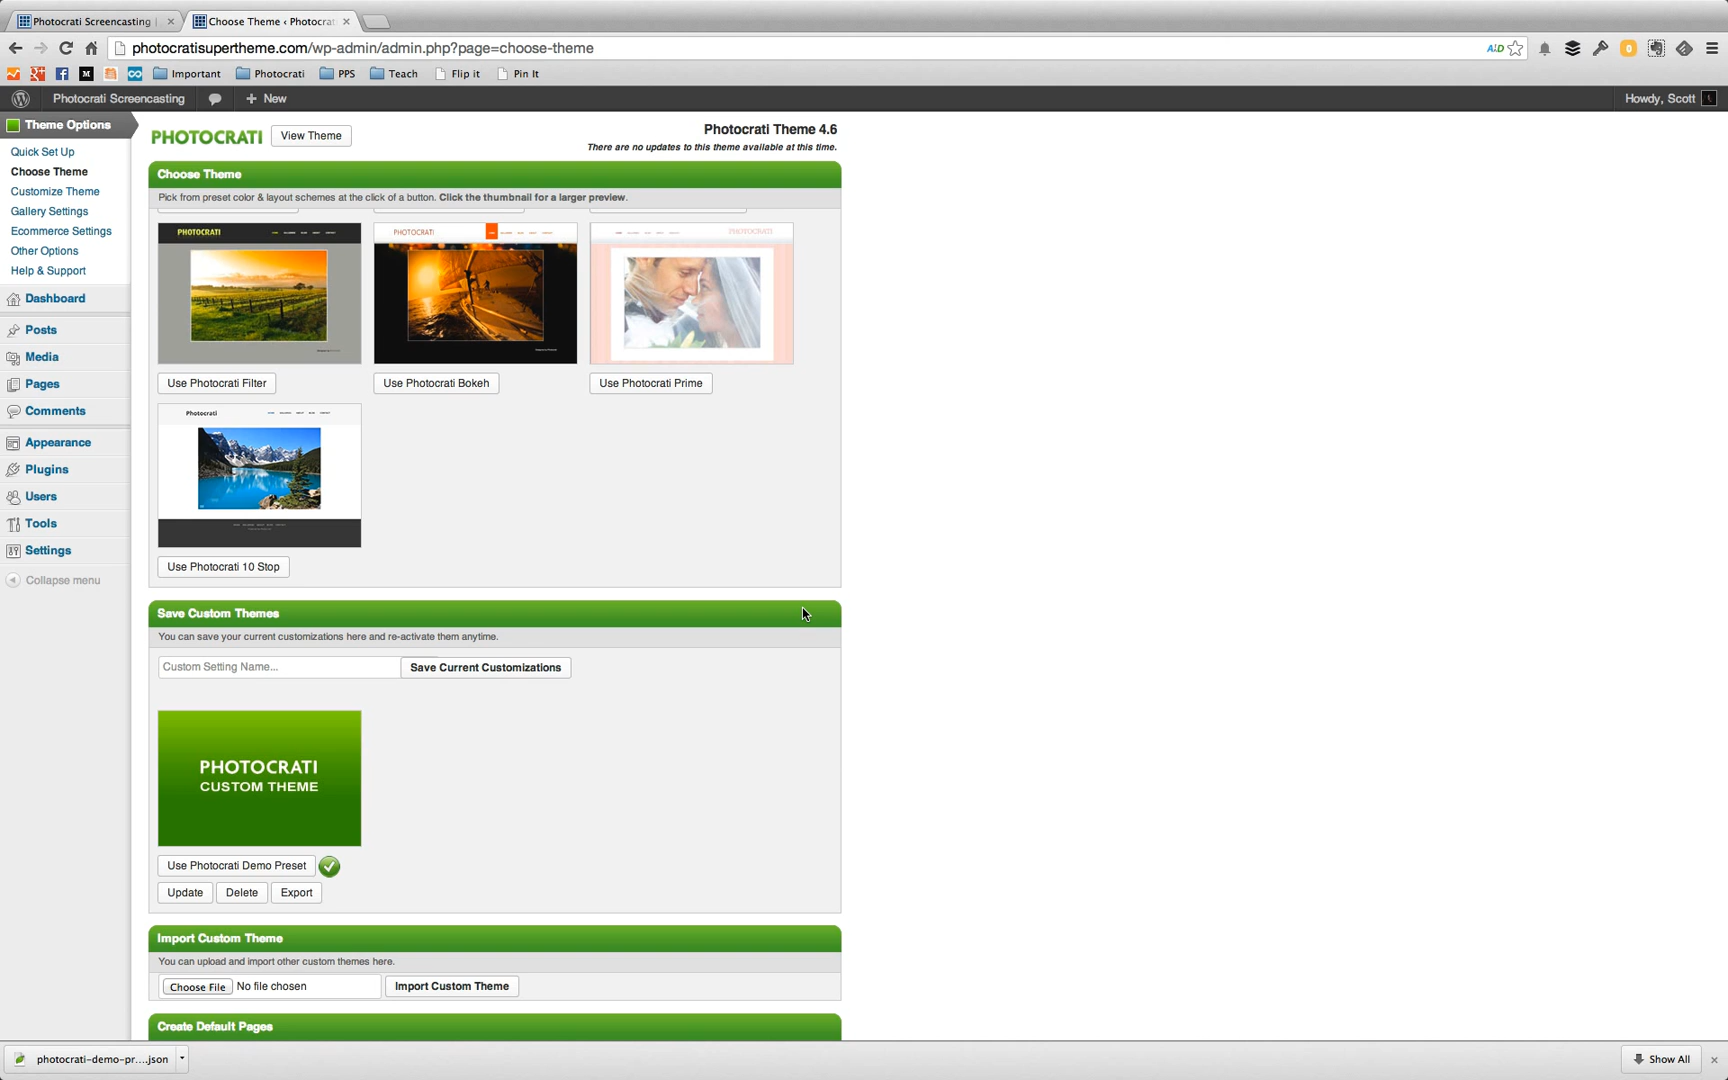 Photocrati Screencasting |
Choose Theme ‹ Photocrat
photocratisupertheme.com/wp-admin/admin.php?page=choose-theme
Important
Photocrati
PPS
Teach
Flip it
Pin It
Photocrati Screencasting
+ New
Howdy, Scott
Theme Options
Quick Set Up
Choose Theme
Customize Theme
Gallery Settings
Ecommerce Settings
Other Options
Help & Support
Dashboard
Posts
Media
Pages
Comments
Appearance
Plugins
Users
Tools
Settings
Collapse menu
PHOTOCRATI
View Theme
Photocrati Theme 4.6
There are no updates to this theme available at this time.
Choose Theme
Pick from preset color & layout schemes at the click of a button. Click the thumbnail for a larger preview.
PHOTOCRATI
PHOTOCRATI
PHOTOCRATI
Use Photocrati Filter
Use Photocrati Bokeh
Use Photocrati Prime
Photocrati
Use Photocrati 10 Stop
Save Custom Themes
You can save your current customizations here and re-activate them anytime.
Custom Setting Name...
Save Current Customizations
PHOTOCRATI
CUSTOM THEME
Use Photocrati Demo Preset
Update
Delete
Export
Import Custom Theme
You can upload and import other custom themes here.
Choose File
No file chosen
Import Custom Theme
Create Default Pages
photocrati-demo-pr....json
Show All